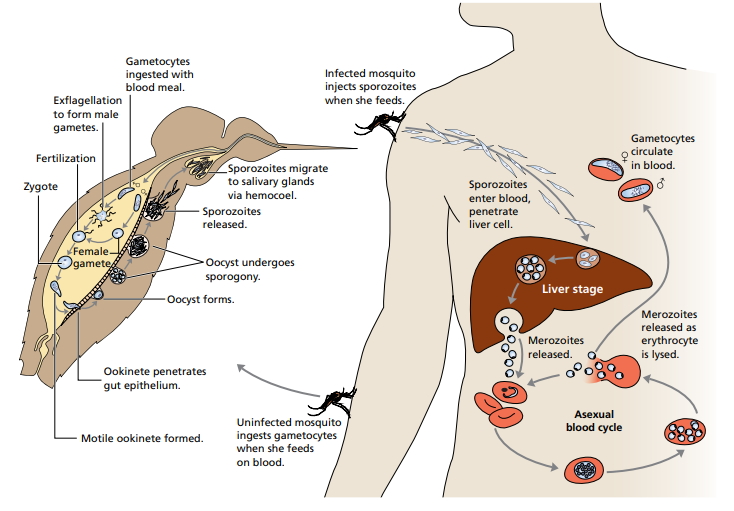 Gametocytes
ingested with
blood meal.
Exflagellation
to form male
gametes.
Fertilization
Zygote
Female
gamete
Sporozoites migrate
to salivary glands
via hemocoel.
Sporozoites
released.
Oocyst undergoes
sporogony.
Oocyst forms.
Ookinete penetrates
gut epithelium.
Motile ookinete formed.
Infected mosquito
injects sporozoites
when she feeds.
Uninfected mosquito
ingests gametocytes
when she feeds
on blood.
Sporozoites
enter blood,
penetrate
liver cell.
Gametocytes
circulate
in blood.
♀
♂
Liver stage
Merozoites
released.
Merozoites
released as
erythrocyte
is lysed.
Asexual
blood cycle